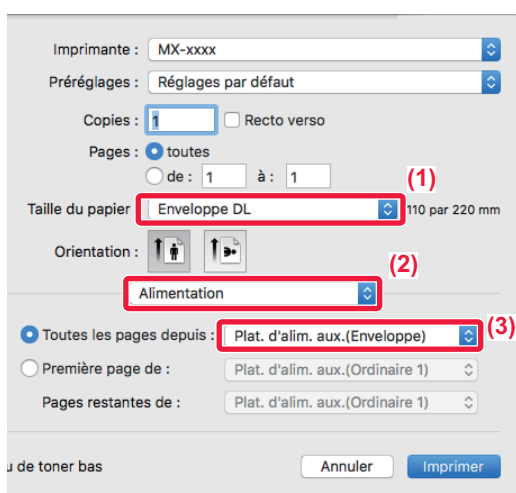 Imprimante : MX-xxxx
Préréglages : Réglages par défaut
Copies : 1 Recto verso
Pages : toutes
de : 1 à : 1
(1)
Taille du papier Enveloppe DL 110 par 220 mm
Orientation :
(2)
Alimentation
Toutes les pages depuis : Plat. d'alim. aux.(Enveloppe) (3)
Première page de : Plat. d'alim. aux.(Ordinaire 1)
Pages restantes de : Plat. d'alim. aux.(Ordinaire 1)
u de toner bas Annuler Imprimer